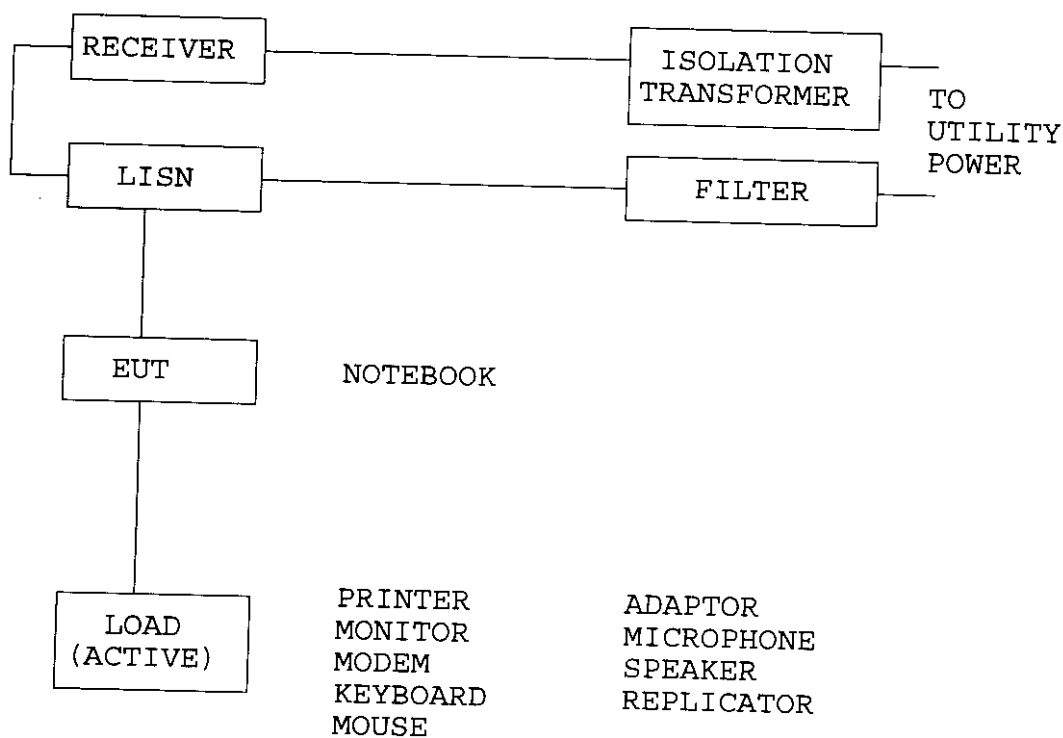 RECEIVER
ISOLATION
TRANSFORMER
TO
UTILITY
POWER
LISN
FILTER
EUT
NOTEBOOK
LOAD
(ACTIVE)
PRINTER
MONITOR
MODEM
KEYBOARD
MOUSE
ADAPTOR
MICROPHONE
SPEAKER
REPLICATOR